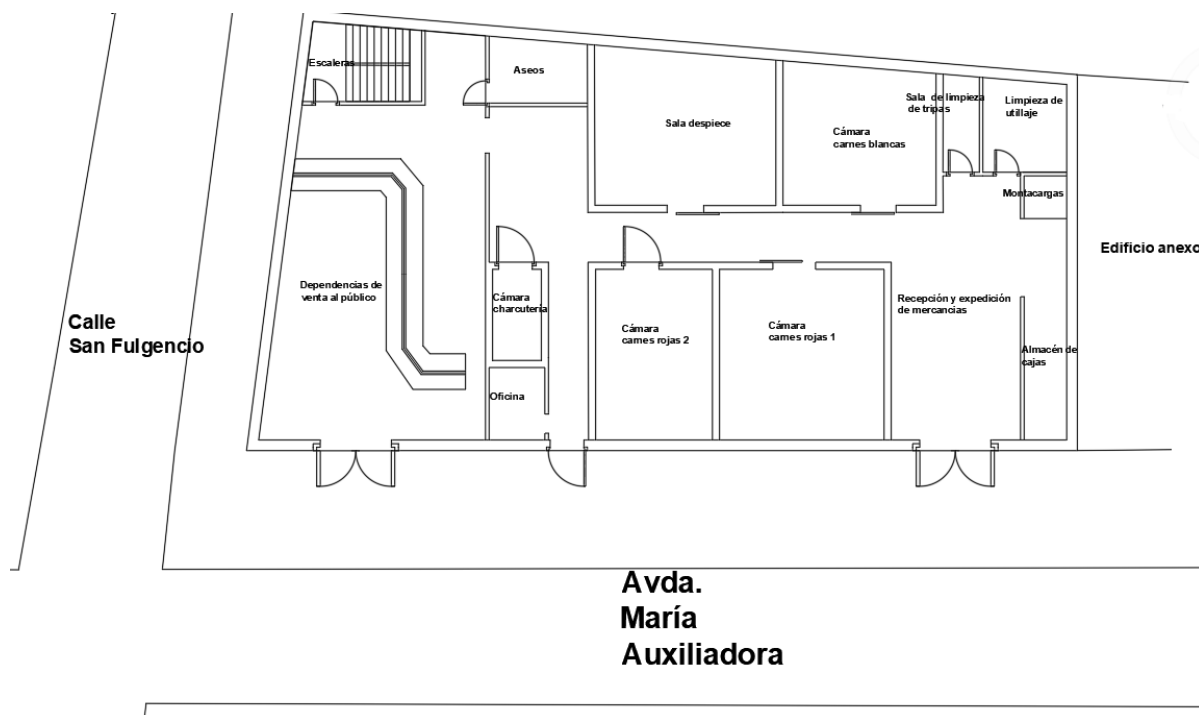 Escaleras
Aseos
Sala despiece
Cámara
carnes blancas
Sala de limpieza
de tripas
Limpieza de
utillaje
Montacargas
Edificio anexo
Dependencias de
venta al público
Cámara
charcutería
Cámara
carnes rojas 2
Cámara
carnes rojas 1
Recepción y expedición
de mercancias
Almacén de
cajas
Oficina
Calle
San Fulgencio
Avda.
María
Auxiliadora